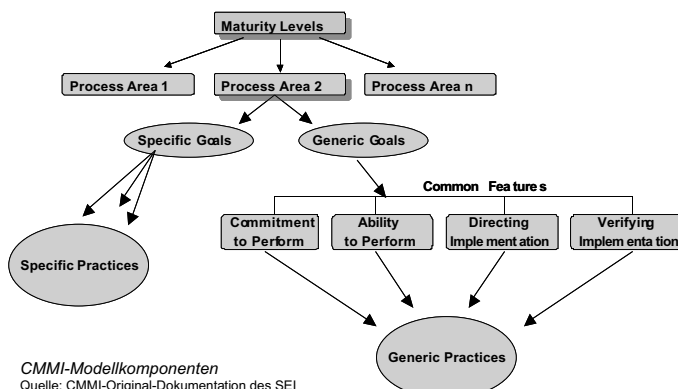 Maturity Levels
Process Area 1
Process Area 2
Process Area n
Specific Goals
Generic Goals
Common Features
Commitment
to Perform
Ability
to Perform
Directing
Implementation
Verifying
Implementation
Specific Practices
Generic Practices
CMMI-Modellkomponenten
Quelle: CMMI-Original-Dokumentation des SEI